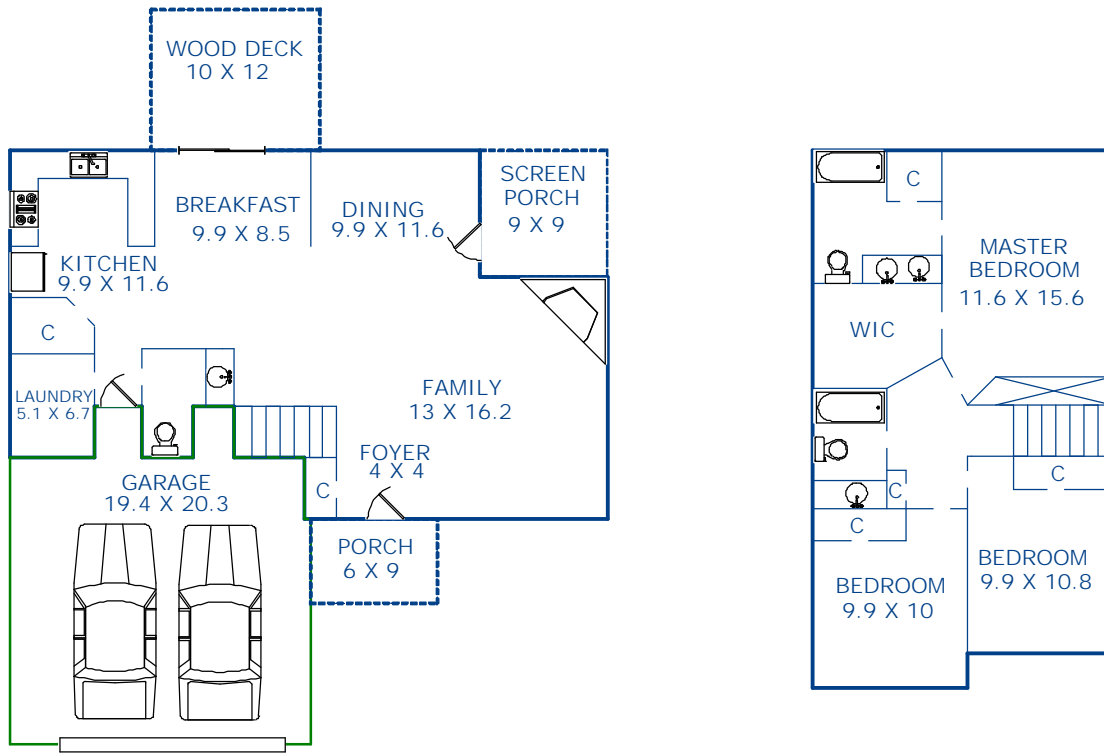 WOOD DECK
10 X 12
SCREEN
PORCH
9 X 9
BREAKFAST
9.9 X 8.5
DINING
9.9 X 11.6
KITCHEN
9.9 X 11.6
C
LAUNDRY
5.1 X 6.7
FAMILY
13 X 16.2
FOYER
4 X 4
C
GARAGE
19.4 X 20.3
PORCH
6 X 9
C
MASTER
BEDROOM
11.6 X 15.6
WIC
C
C
C
BEDROOM
9.9 X 10.8
BEDROOM
9.9 X 10